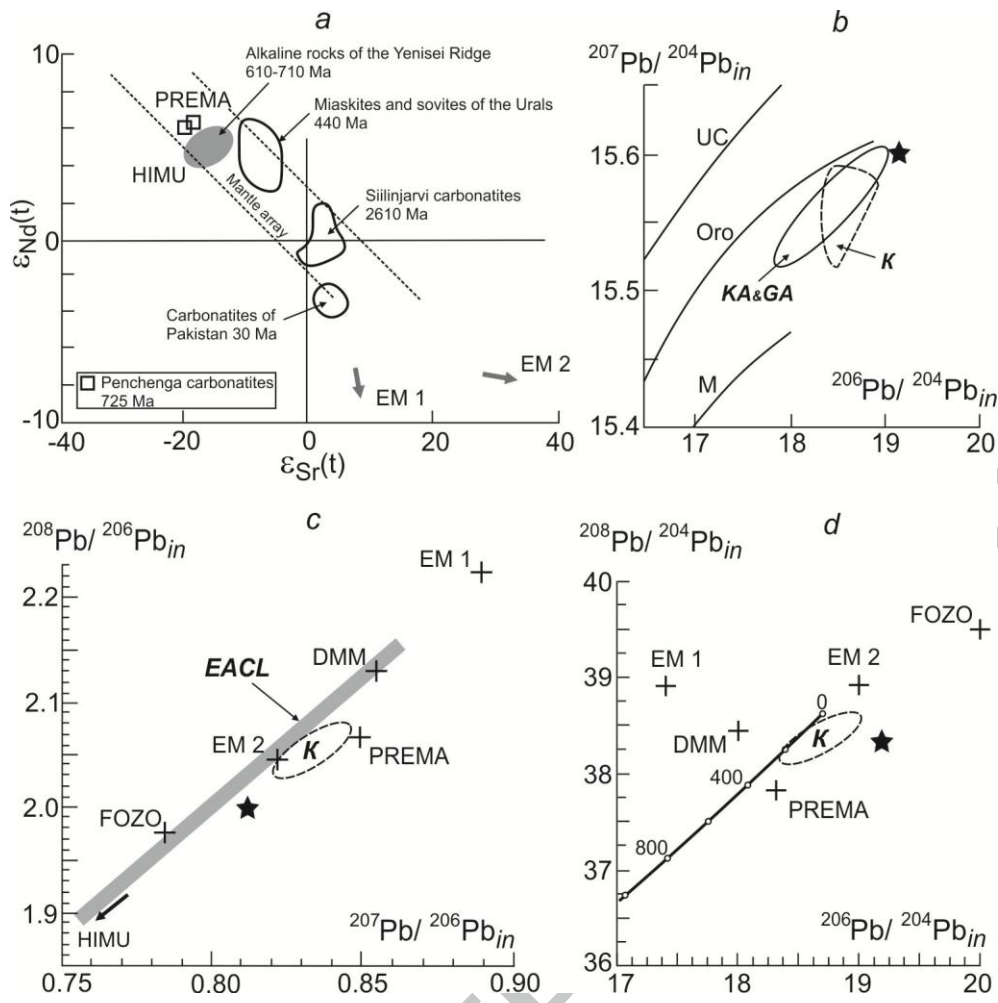 a
10
Alkaline rocks of the Yenisei Ridge
610-710 Ma
PREMA
Miaskites and sovites of the Urals
440 Ma
HIMU
Mantle array
Siilinjarvi carbonatites
2610 Ma
εNd(t)
0
Carbonatites of
Pakistan 30 Ma
EM 2
EM 1
Penchenga carbonatites
725 Ma
-10
-40 -20 0 20 40
εSr(t)
b
207Pb/ 204Pbin
UC
15.6
Oro
K
KA&GA
15.5
M
206Pb/ 204Pbin
15.4
17 18 19 20
c
208Pb/ 206Pbin
EM 1
2.2
DMM
EACL
2.1
EM 2
K
PREMA
2.0
FOZO
1.9
HIMU
207Pb/ 206Pbin
0.75 0.80 0.85 0.90
d
208Pb/ 204Pbin
40
FOZO
EM 1
EM 2
39
0
DMM
K
38
400
PREMA
800
37
206Pb/ 204Pbin
36
17 18 19 20